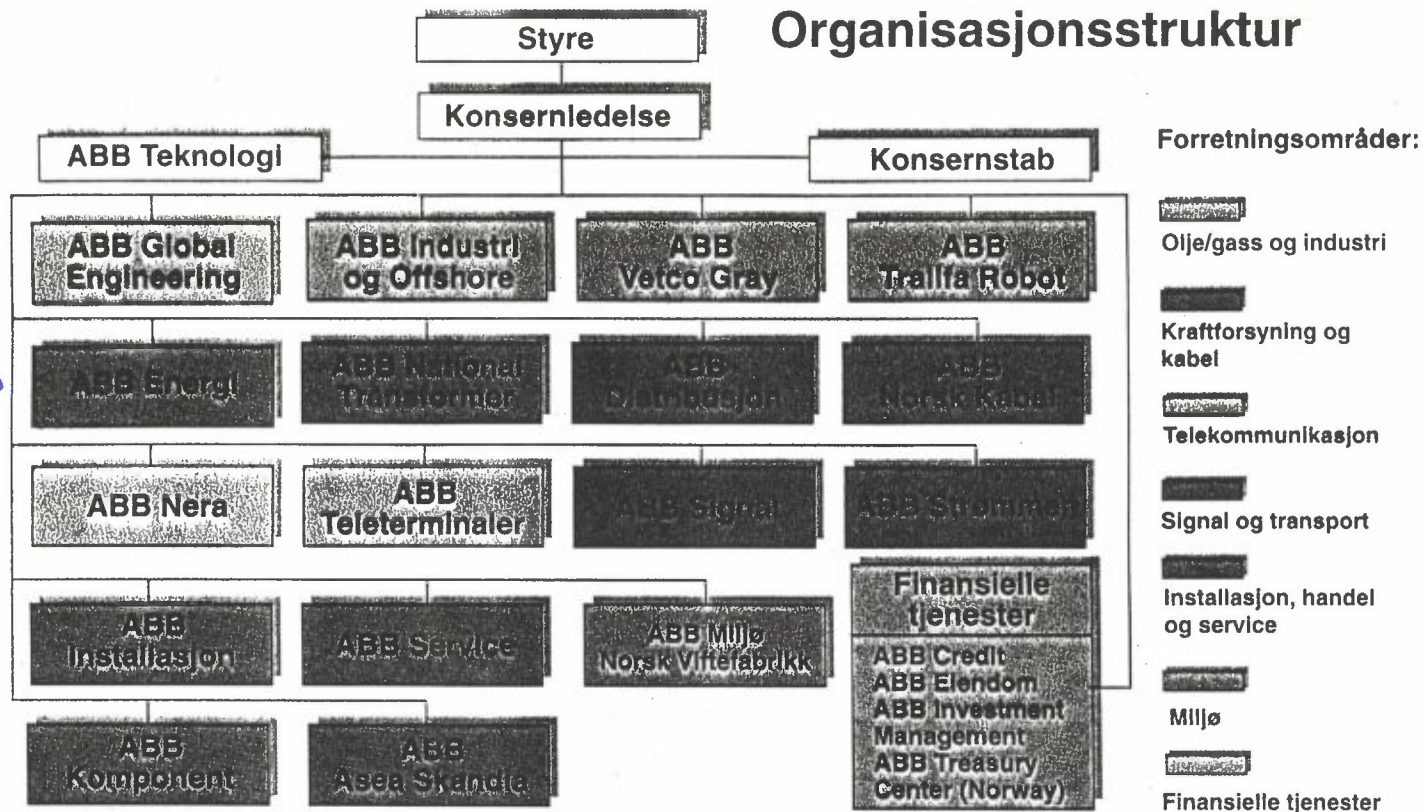 Organisasjonsstruktur
Styre
Konsernledelse
ABB Teknologi
Konsernstab
ABB Global
Engineering
ABB Industri
og Offshore
ABB
Vetco Gray
ABB
Trallfa Robot
ABB Energi
ABB National
Transformer
ABB
Distribusjon
ABB
Norsk Kabel
ABB Nera
ABB
Teleterminaler
ABB Signal
ABB Strømmen
ABB
Installasjon
ABB Service
ABB Miljø
Norsk Viftefabrikk
ABB
Komponent
ABB
Asea Skandia
Finansielle
tjenester
ABB Credit
ABB Eiendom
ABB Investment
Management
ABB Treasury
Center (Norway)
Forretningsområder:
Olje/gass og industri
Kraftforsyning og
kabel
Telekommunikasjon
Signal og transport
Installasjon, handel
og service
Miljø
Finansielle tjenester